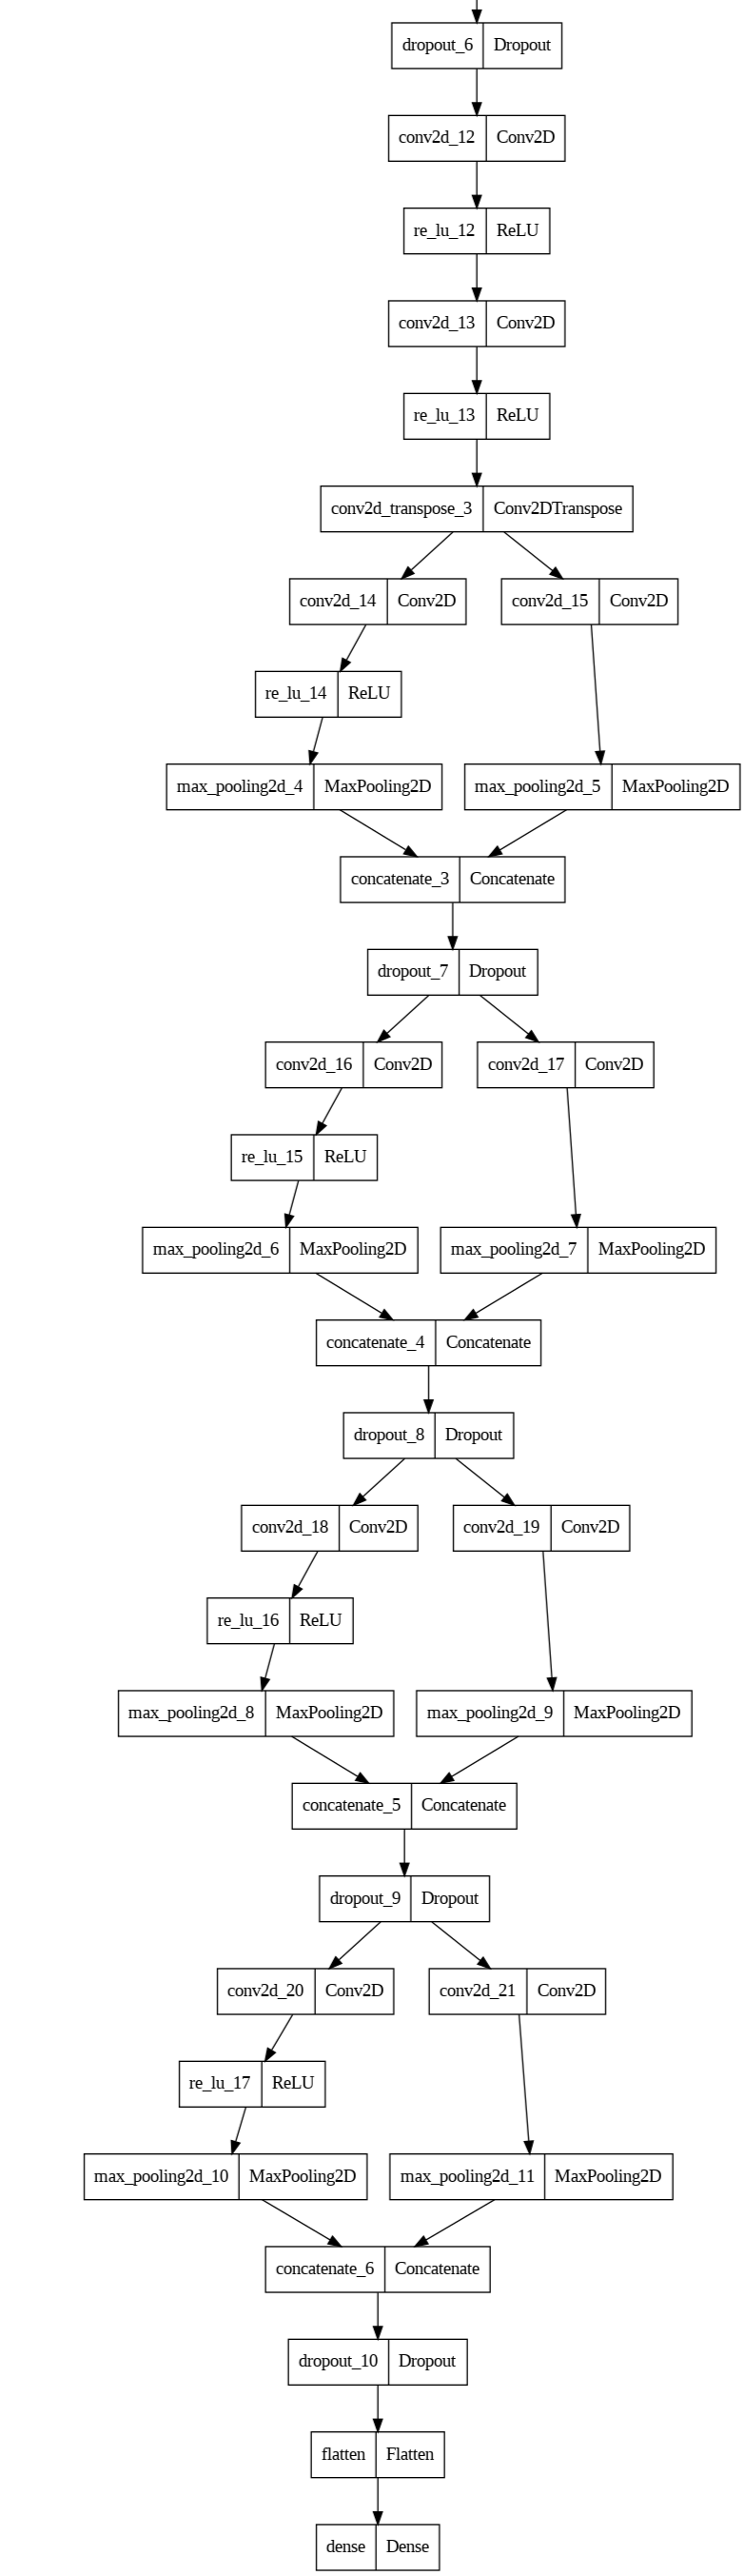 dropout_6 Dropout
conv2d_12 Conv2D
re_lu_12 ReLU
conv2d_13 Conv2D
re_lu_13 ReLU
conv2d_transpose_3 Conv2DTranspose
conv2d_14 Conv2D conv2d_15 Conv2D
re_lu_14 ReLU
max_pooling2d_4 MaxPooling2D max_pooling2d_5 MaxPooling2D
concatenate_3 Concatenate
dropout_7 Dropout
conv2d_16 Conv2D conv2d_17 Conv2D
re_lu_15 ReLU
max_pooling2d_6 MaxPooling2D max_pooling2d_7 MaxPooling2D
concatenate_4 Concatenate
dropout_8 Dropout
conv2d_18 Conv2D conv2d_19 Conv2D
re_lu_16 ReLU
max_pooling2d_8 MaxPooling2D max_pooling2d_9 MaxPooling2D
concatenate_5 Concatenate
dropout_9 Dropout
conv2d_20 Conv2D conv2d_21 Conv2D
re_lu_17 ReLU
max_pooling2d_10 MaxPooling2D max_pooling2d_11 MaxPooling2D
concatenate_6 Concatenate
dropout_10 Dropout
flatten Flatten
dense Dense